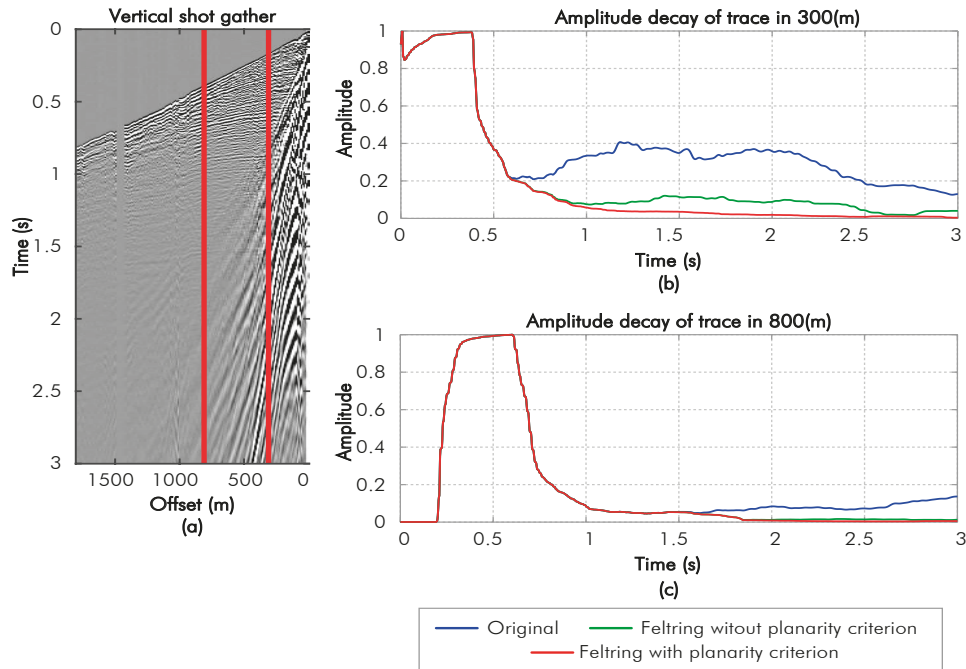 Vertical shot gather
0
0.5
1
1.5
2
2.5
3
Time (s)
1500 1000 500 0
Offset (m)
(a)
Amplitude decay of trace in 300(m)
1
0.8
0.6
0.4
0.2
0
Amplitude
0 0.5 1 1.5 2 2.5 3
Time (s)
(b)
Amplitude decay of trace in 800(m)
1
0.8
0.6
0.4
0.2
0
Amplitude
0 0.5 1 1.5 2 2.5 3
Time (s)
(c)
Original Feltring witout planarity criterion
Feltring with planarity criterion